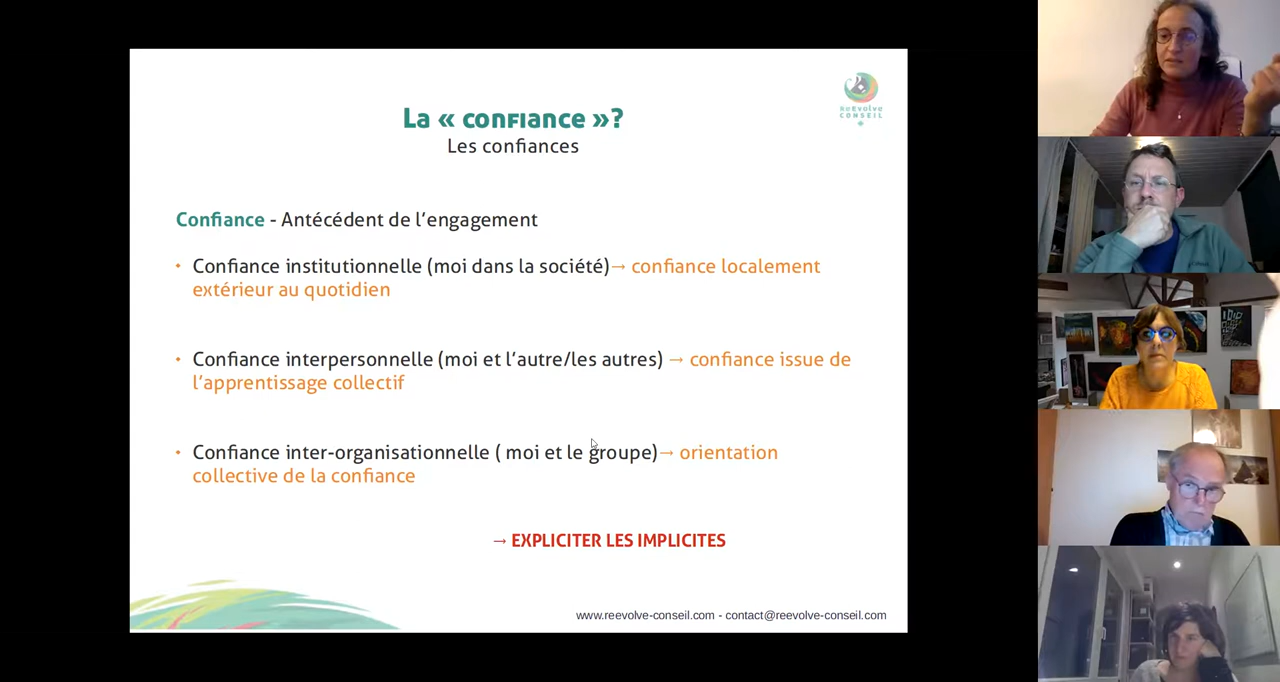 La « confiance »?
Les confiances
ReEvolve
CONSEIL
Confiance - Antécédent de l’engagement
• Confiance institutionnelle (moi dans la société)→ confiance localement
extérieur au quotidien
• Confiance interpersonnelle (moi et l’autre/les autres) → confiance issue de
l’apprentissage collectif
• Confiance inter-organisationnelle ( moi et le groupe)→ orientation
collective de la confiance
→ EXPLICITER LES IMPLICITES
www.reevolve-conseil.com - contact@reevolve-conseil.com